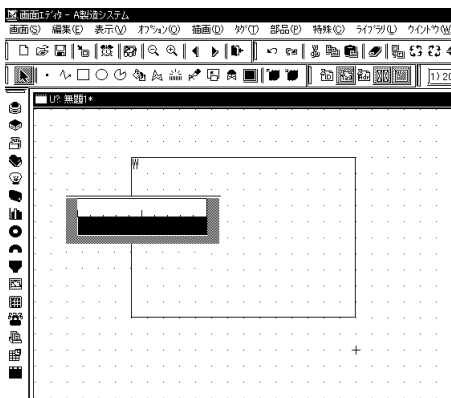 画面ｴﾃﾞｨﾀ - A製造システム
画面(S) 編集(E) 表示(V) ｵﾌﾟｼｮﾝ(O) 描画(D) ﾀｸﾞ(T) 部品(P) 特殊(C) ﾗｲﾌﾞﾗﾘ(L) ｳｨﾝﾄﾞｳ(W
1) 20
U?: 無題1*
W